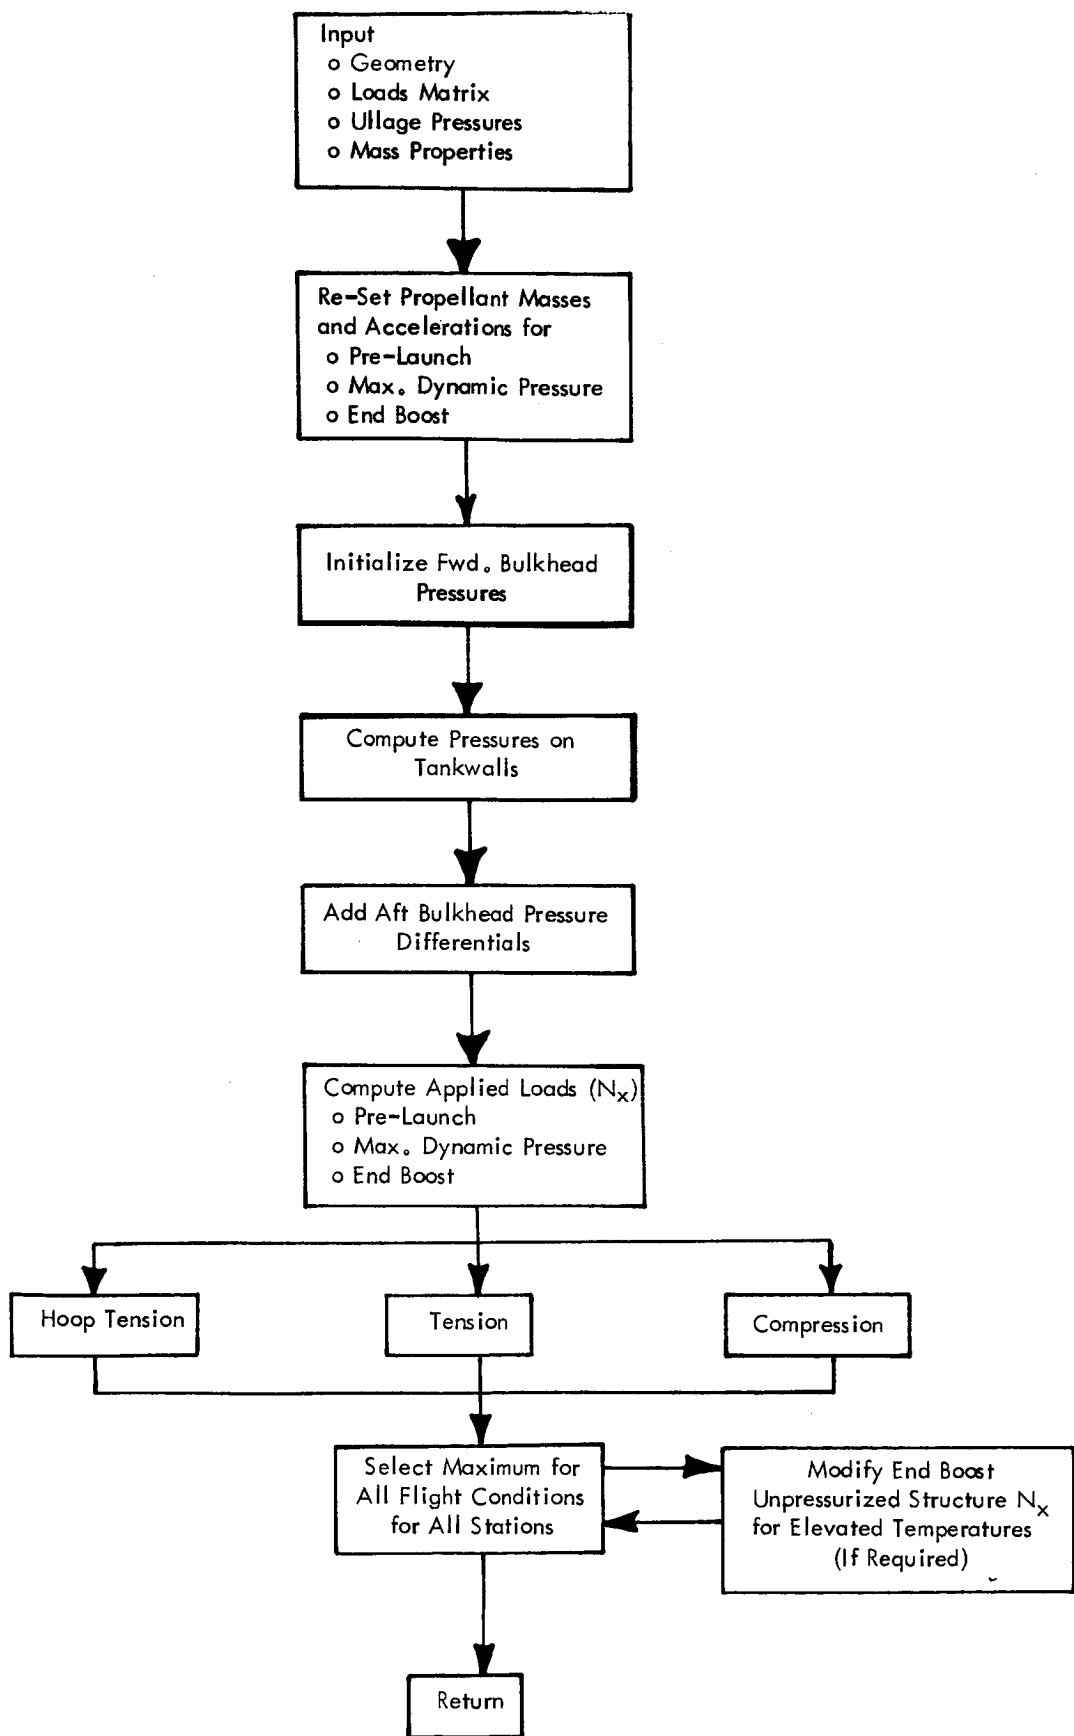 Input
o Geometry
o Loads Matrix
o Ullage Pressures
o Mass Properties
Re-Set Propellant Masses
and Accelerations for
o Pre-Launch
o Max. Dynamic Pressure
o End Boost
Initialize Fwd. Bulkhead
Pressures
Compute Pressures on
Tankwalls
Add Aft Bulkhead Pressure
Differentials
Compute Applied Loads (Nx)
o Pre-Launch
o Max. Dynamic Pressure
o End Boost
Hoop Tension
Tension
Compression
Select Maximum for
All Flight Conditions
for All Stations
Modify End Boost
Unpressurized Structure Nx
for Elevated Temperatures
(If Required)
Return